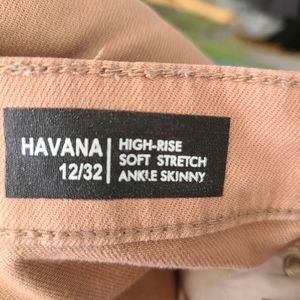 HAVANA
12/32
HIGH-RISE
SOFT STRETCH
ANKLE SKINNY